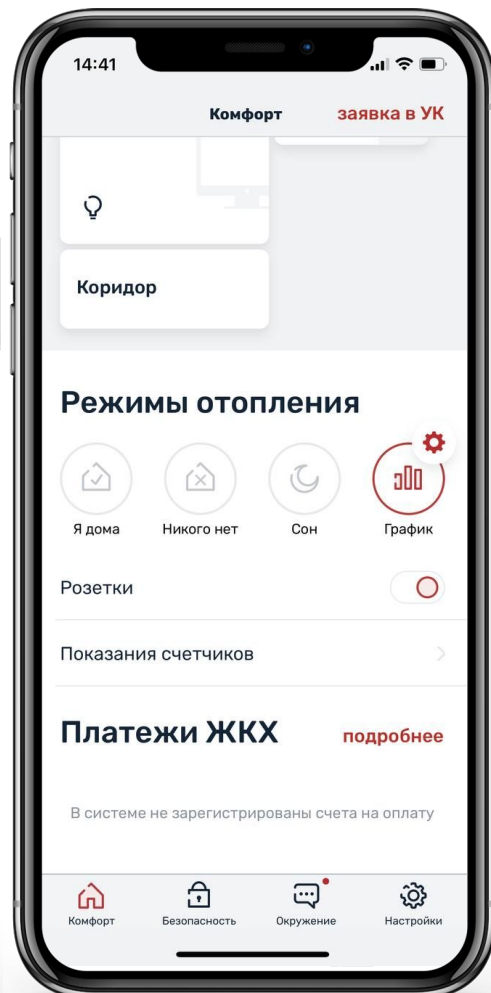 14:41
Комфорт
заявка в УК
Коридор
Режимы отопления
Я дома
Никого нет
Сон
График
Розетки
Показания счетчиков
Платежи ЖКХ
подробнее
В системе не зарегистрированы счета на оплату
Комфорт
Безопасность
Окружение
Настройки